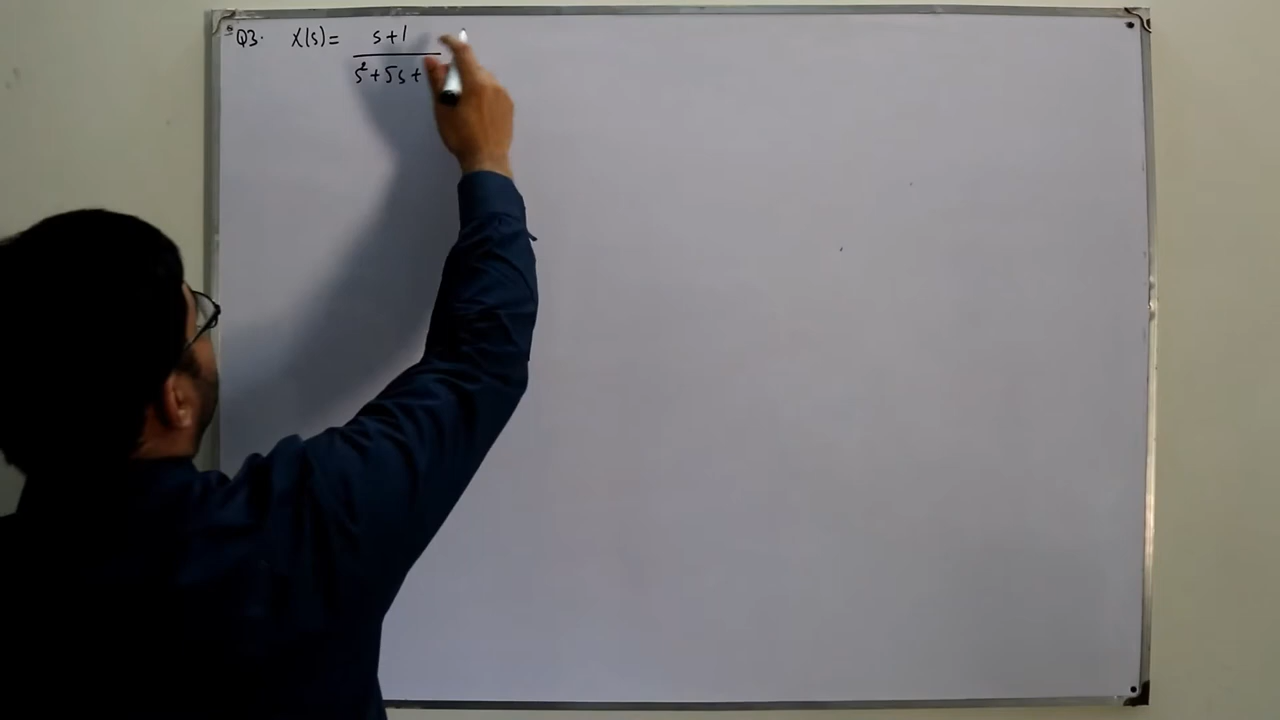 Q3. X(s) = s+1
s²+5s+